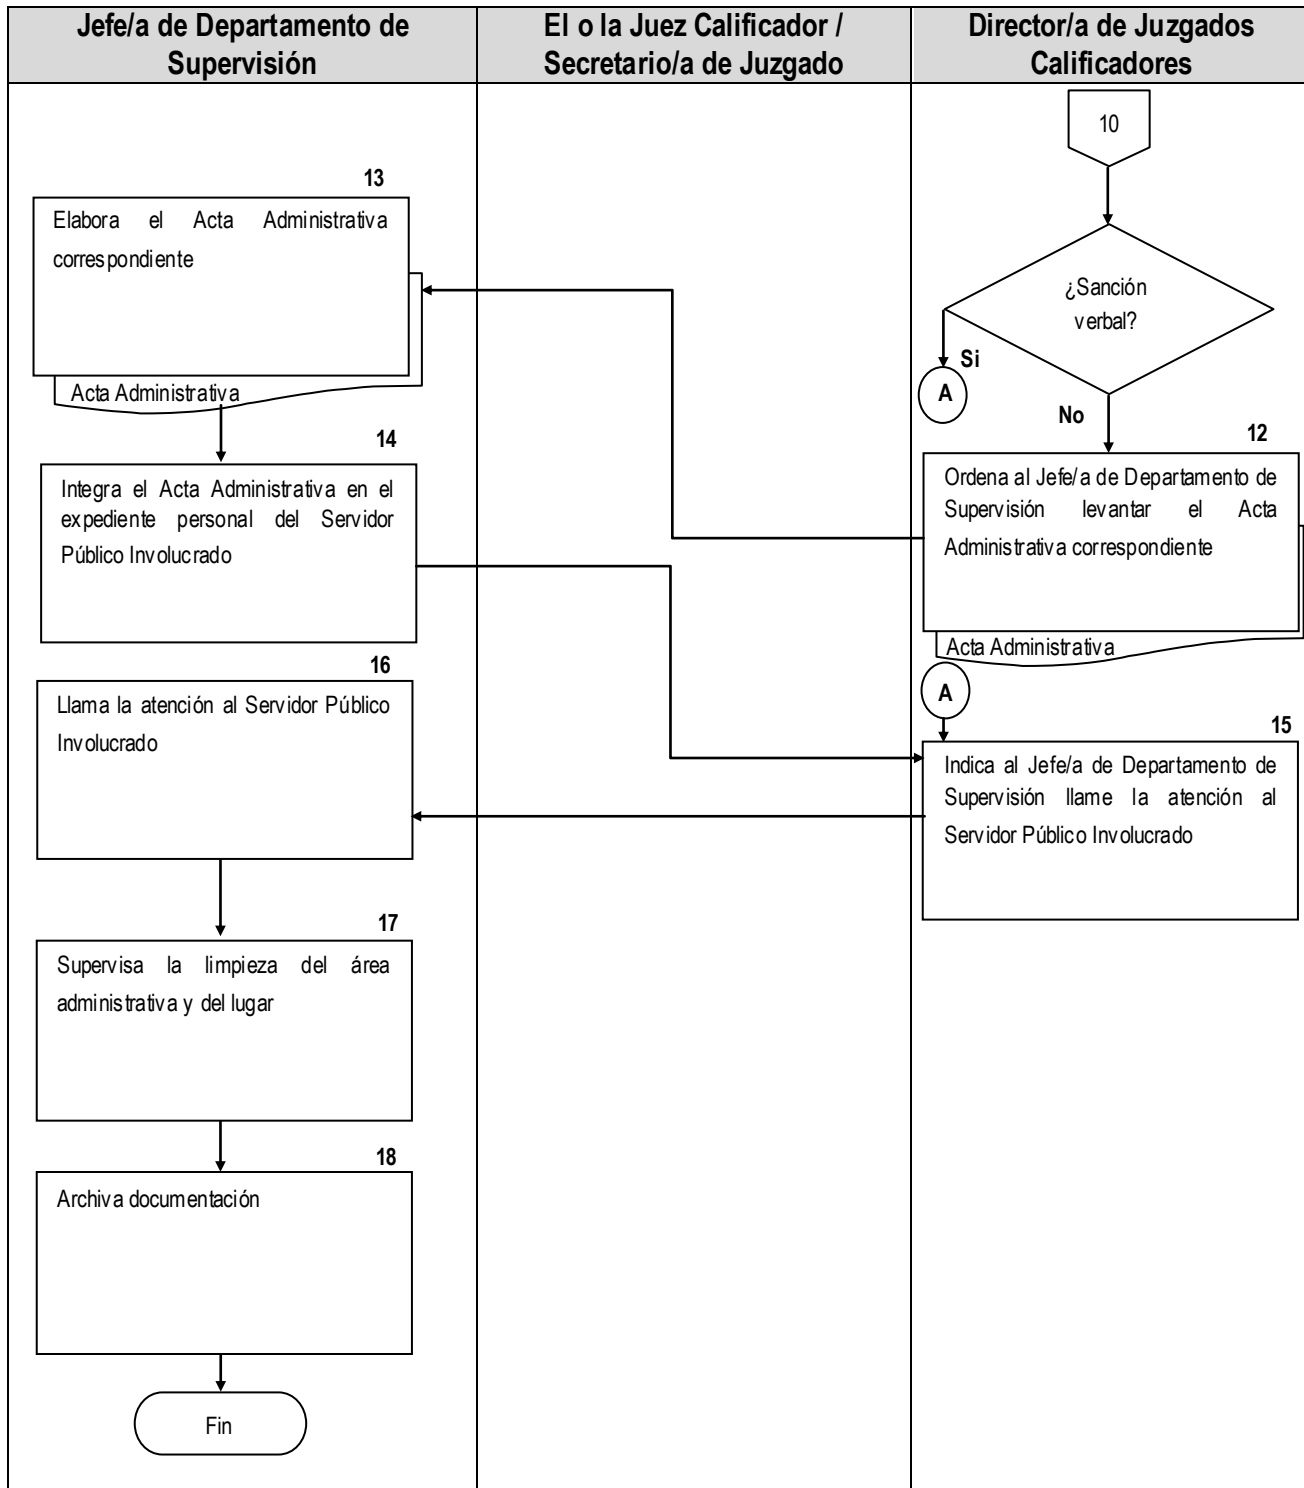 Jefe/a de Departamento de
Supervisión
El o la Juez Calificador /
Secretario/a de Juzgado
Director/a de Juzgados
Calificadores
10
¿Sanción
verbal?
Si
A
No
12
Ordena al Jefe/a de Departamento de
Supervisión levantar el Acta
Administrativa correspondiente
Acta Administrativa
13
Elabora el Acta Administrativa
correspondiente
Acta Administrativa
14
Integra el Acta Administrativa en el
expediente personal del Servidor
Público Involucrado
A
15
Indica al Jefe/a de Departamento de
Supervisión llame la atención al
Servidor Público Involucrado
16
Llama la atención al Servidor Público
Involucrado
17
Supervisa la limpieza del área
administrativa y del lugar
18
Archiva documentación
Fin